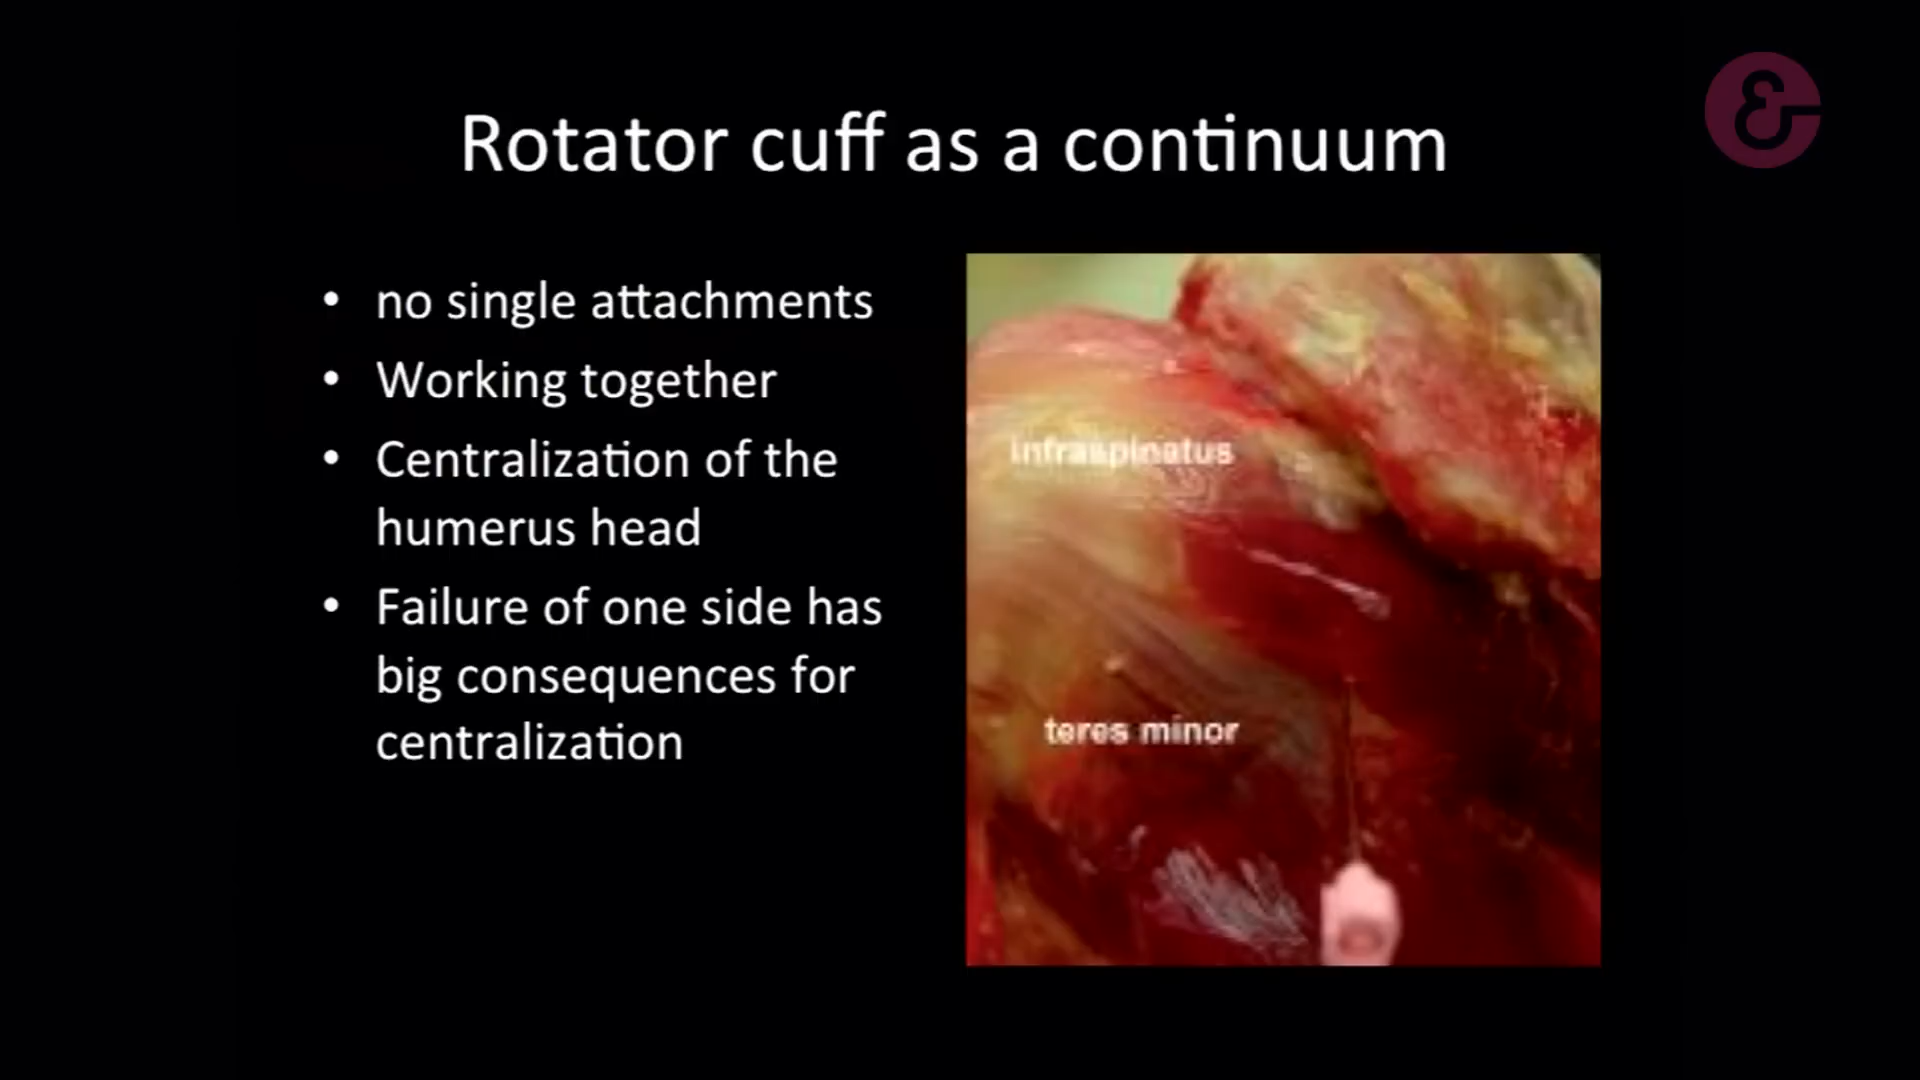 Rotator cuff as a continuum
• no single attachments
• Working together
• Centralization of the
humerus head
• Failure of one side has
big consequences for
centralization
infraspinatus
teres minor
&